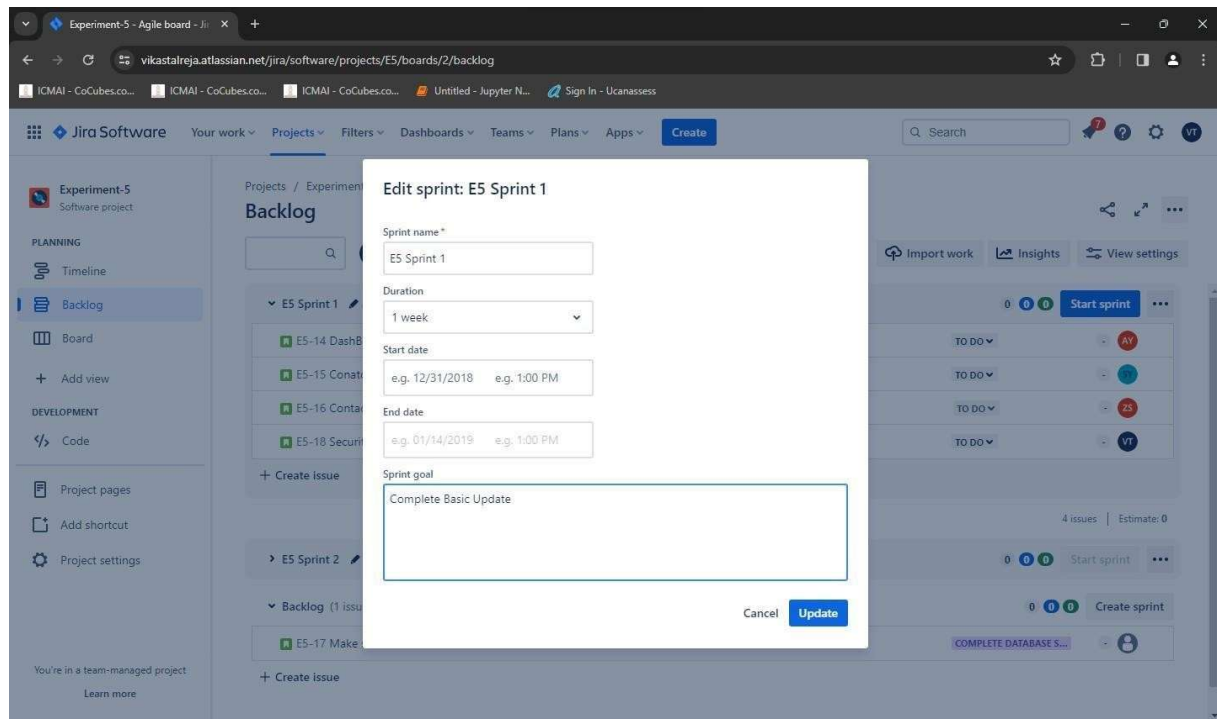 Experiment-5 - Agile board - Ji
vikastalreja.atlassian.net/jira/software/projects/E5/boards/2/backlog
ICMAI - CoCubes.co... ICMAI - CoCubes.co... ICMAI - CoCubes.co... Untitled - Jupyter N... Sign In - Ucanassess
Jira Software Your work Projects Filters Dashboards Teams Plans Apps Create Search 7 VT
Experiment-5
Software project
PLANNING
Timeline
Backlog
Board
+ Add view
DEVELOPMENT
</> Code
Project pages
Add shortcut
Project settings
You're in a team-managed project
Learn more
Projects / Experimen
Backlog
Import work Insights View settings
E5 Sprint 1 0 0 0 Start sprint ...
E5-14 DashB TO DO - AY
E5-15 Conat TO DO -
E5-16 Conta TO DO - ZS
E5-18 Securit TO DO - VT
+ Create issue
4 issues | Estimate: 0
E5 Sprint 2 0 0 0 Start sprint ...
Backlog (1 issu 0 0 0 Create sprint
E5-17 Make COMPLETE DATABASE S... -
+ Create issue
Edit sprint: E5 Sprint 1
Sprint name *
E5 Sprint 1
Duration
1 week
Start date
e.g. 12/31/2018 e.g. 1:00 PM
End date
e.g. 01/14/2019 e.g. 1:00 PM
Sprint goal
Complete Basic Update
Cancel Update